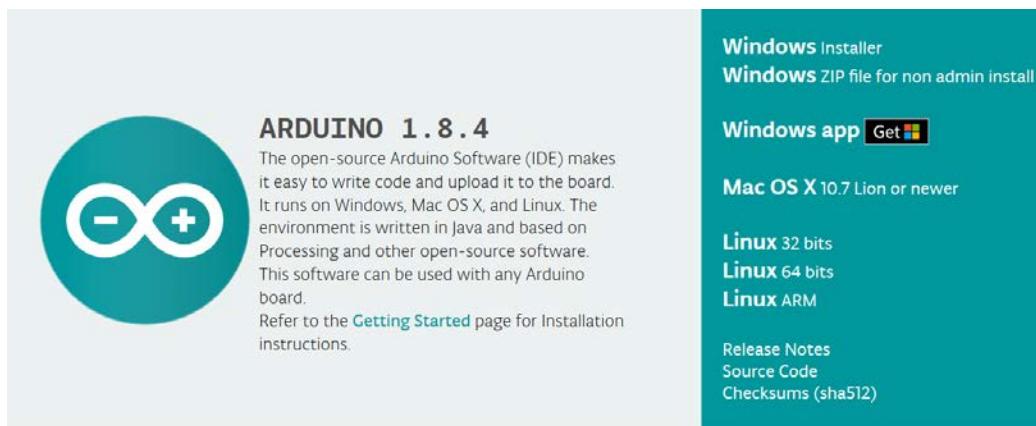 ARDUINO 1.8.4
The open-source Arduino Software (IDE) makes
it easy to write code and upload it to the board.
It runs on Windows, Mac OS X, and Linux. The
environment is written in Java and based on
Processing and other open-source software.
This software can be used with any Arduino
board.
Refer to the Getting Started page for Installation
instructions.
Windows Installer
Windows ZIP file for non admin install
Windows app Get
Mac OS X 10.7 Lion or newer
Linux 32 bits
Linux 64 bits
Linux ARM
Release Notes
Source Code
Checksums (sha512)